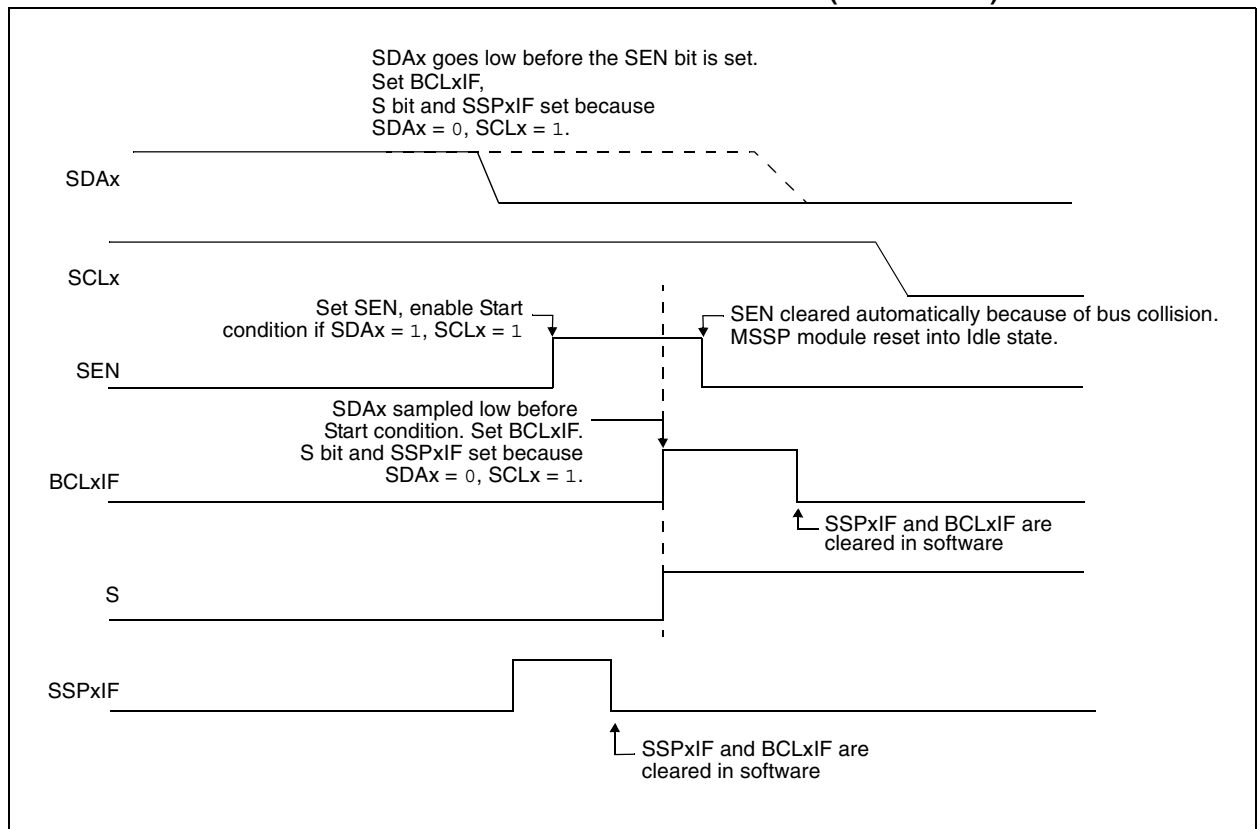 SDAx goes low before the SEN bit is set.
Set BCLxIF,
S bit and SSPxIF set because
SDAx = 0, SCLx = 1.
SDAx
SCLx
Set SEN, enable Start
condition if SDAx = 1, SCLx = 1
SEN cleared automatically because of bus collision.
MSSP module reset into Idle state.
SEN
SDAx sampled low before
Start condition. Set BCLxIF.
S bit and SSPxIF set because
SDAx = 0, SCLx = 1.
BCLxIF
SSPxIF and BCLxIF are
cleared in software
S
SSPxIF
SSPxIF and BCLxIF are
cleared in software